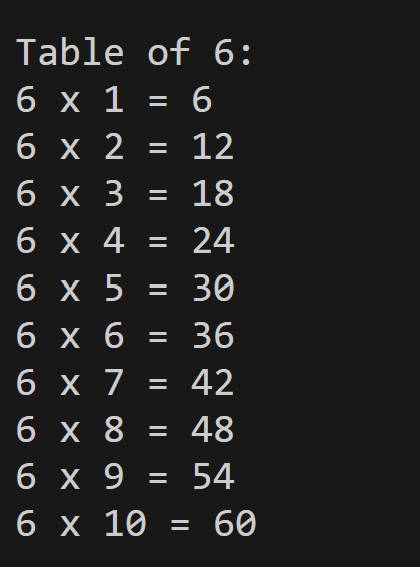 Table of 6:
6 x 1 = 6
6 x 2 = 12
6 x 3 = 18
6 x 4 = 24
6 x 5 = 30
6 x 6 = 36
6 x 7 = 42
6 x 8 = 48
6 x 9 = 54
6 x 10 = 60